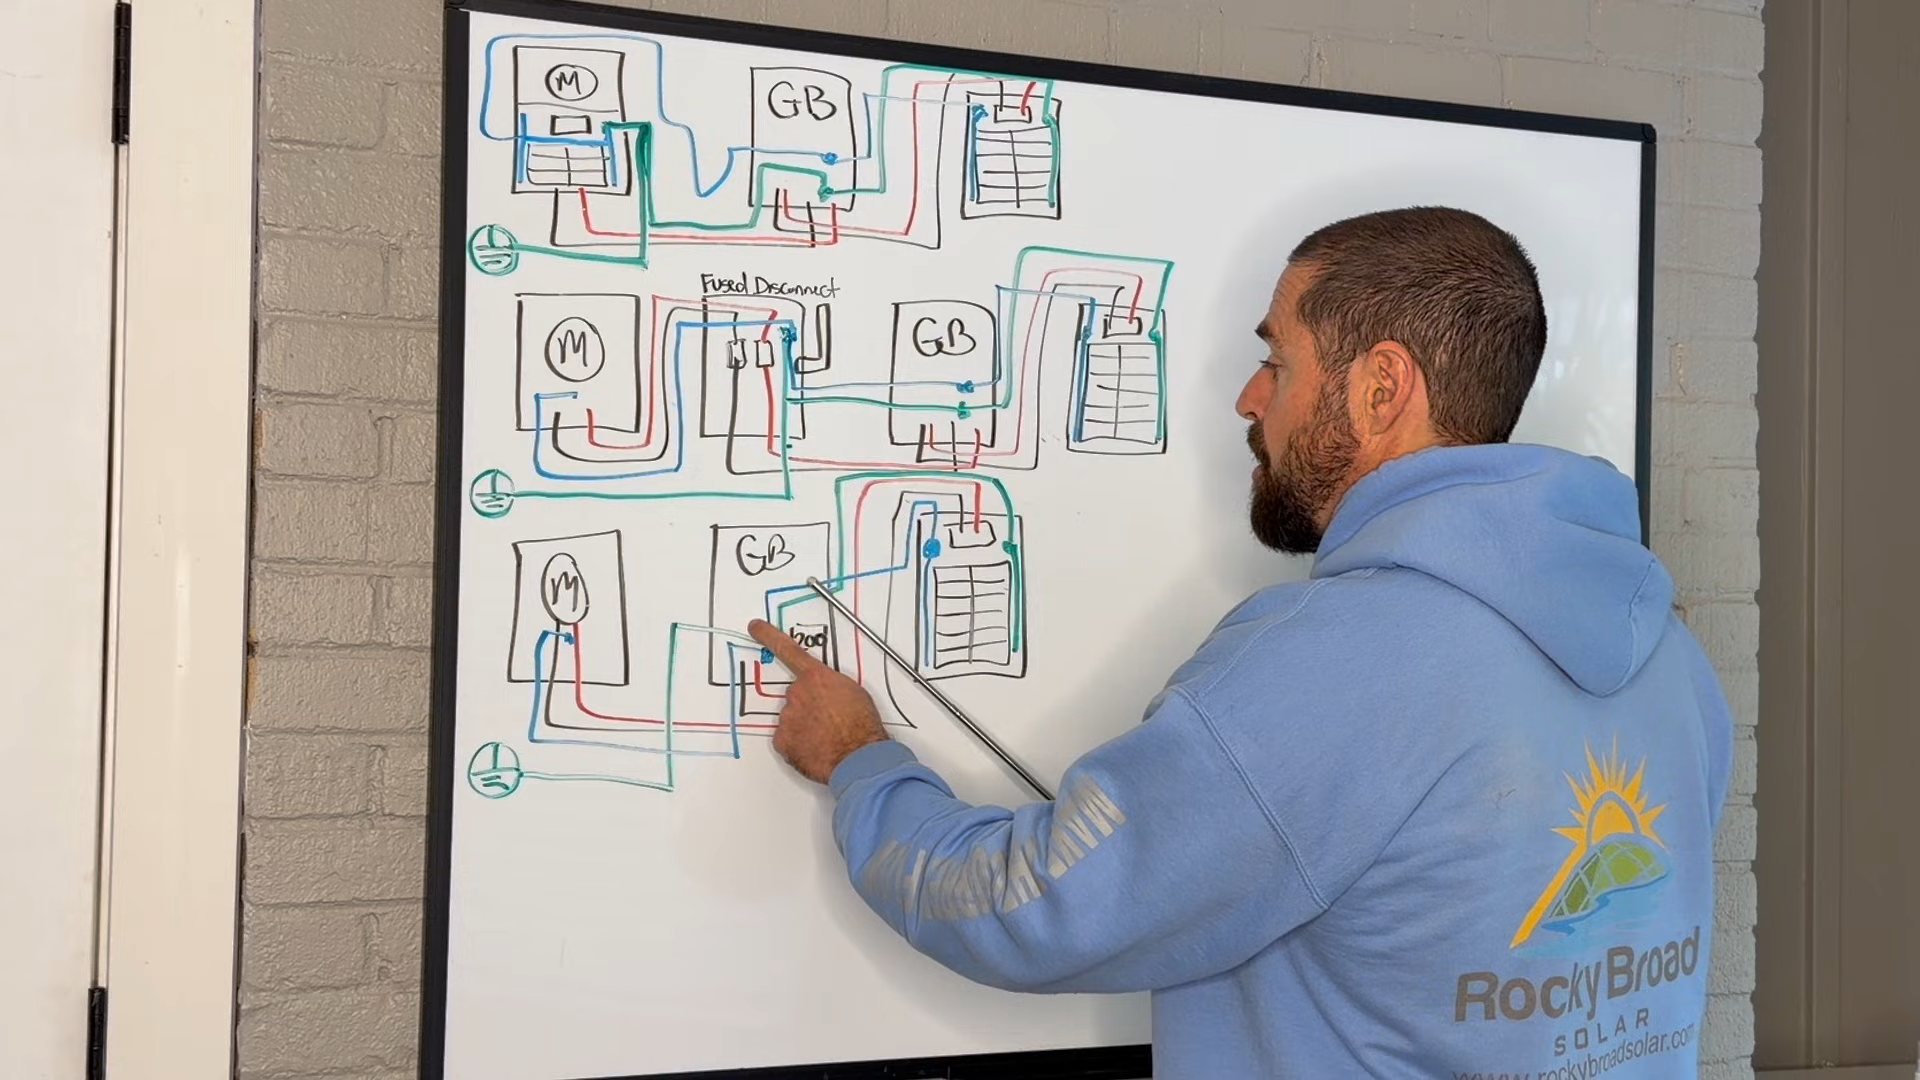 M
GB
Fused Disconnect
M
GB
M
GB
200
Rocky Broad
SOLAR
www.rockybroadsolar.com